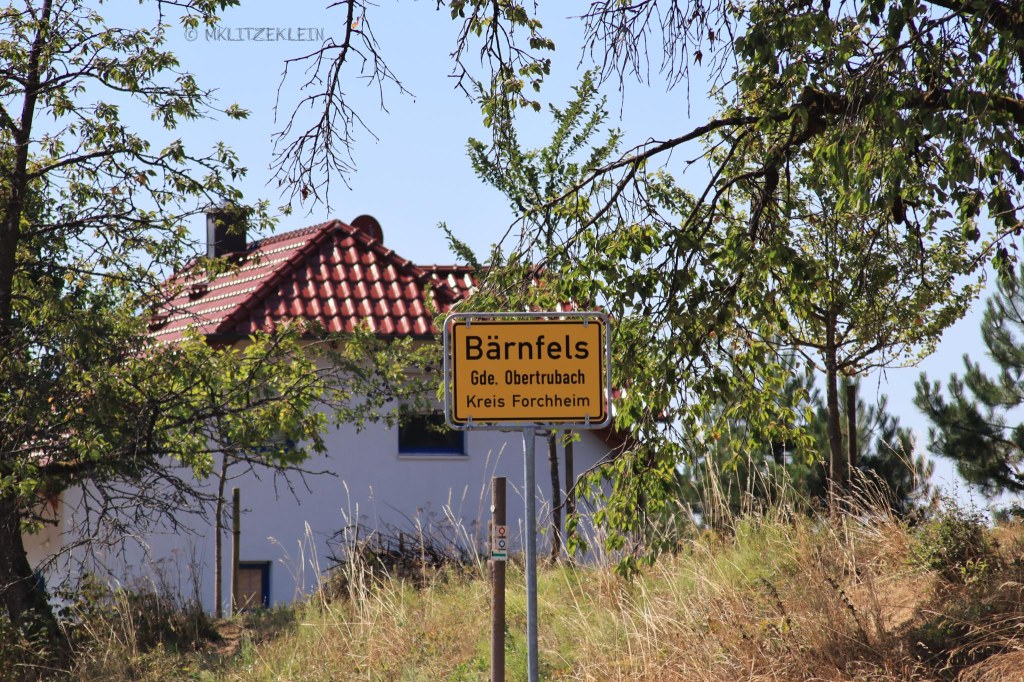 © MKLITZEKLEIN
Bärnfels
Gde. Obertrubach
Kreis Forchheim